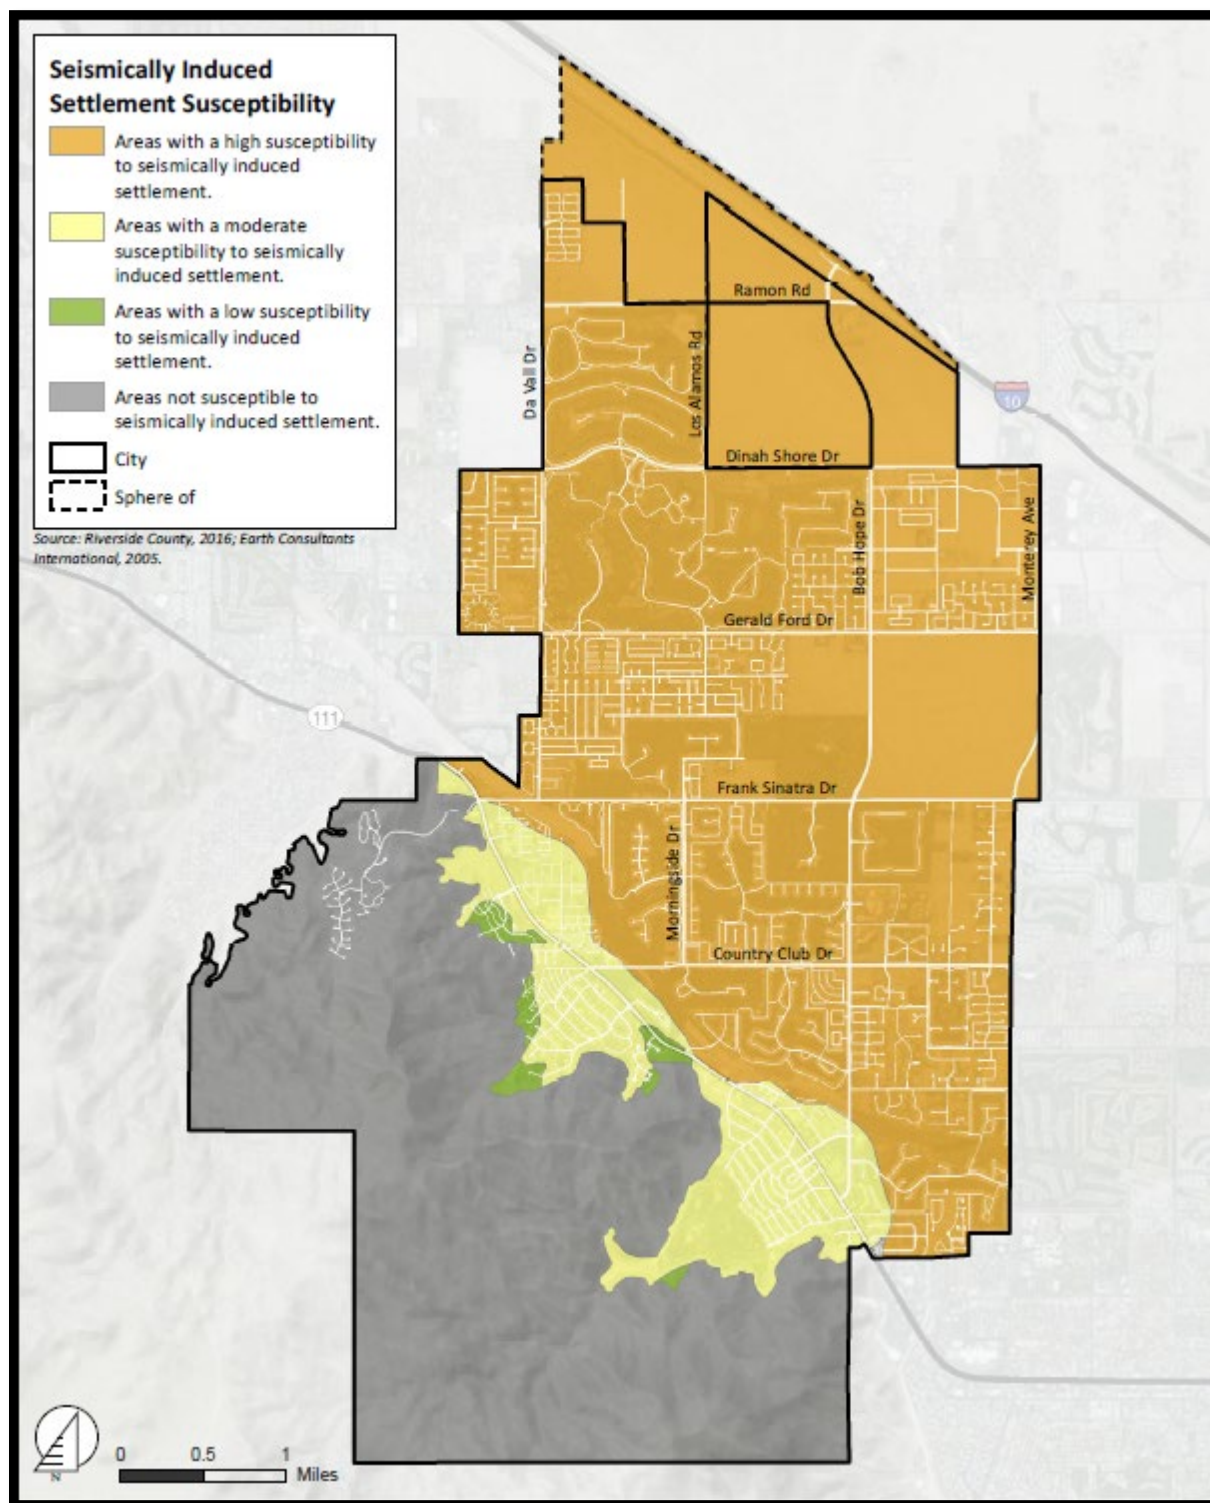 Seismically Induced
Settlement Susceptibility
Areas with a high susceptibility
to seismically induced
settlement.
Areas with a moderate
susceptibility to seismically
induced settlement.
Areas with a low susceptibility
to seismically induced
settlement.
Areas not susceptible to
seismically induced settlement.
City
Sphere of
Source: Riverside County, 2016; Earth Consultants
International, 2005.
Ramon Rd
Da Vall Dr
Los Alamos Rd
10
Dinah Shore Dr
Bob Hope Dr
Monterey Ave
Gerald Ford Dr
111
Frank Sinatra Dr
Morningside Dr
Country Club Dr
0 0.5 1
Miles
N